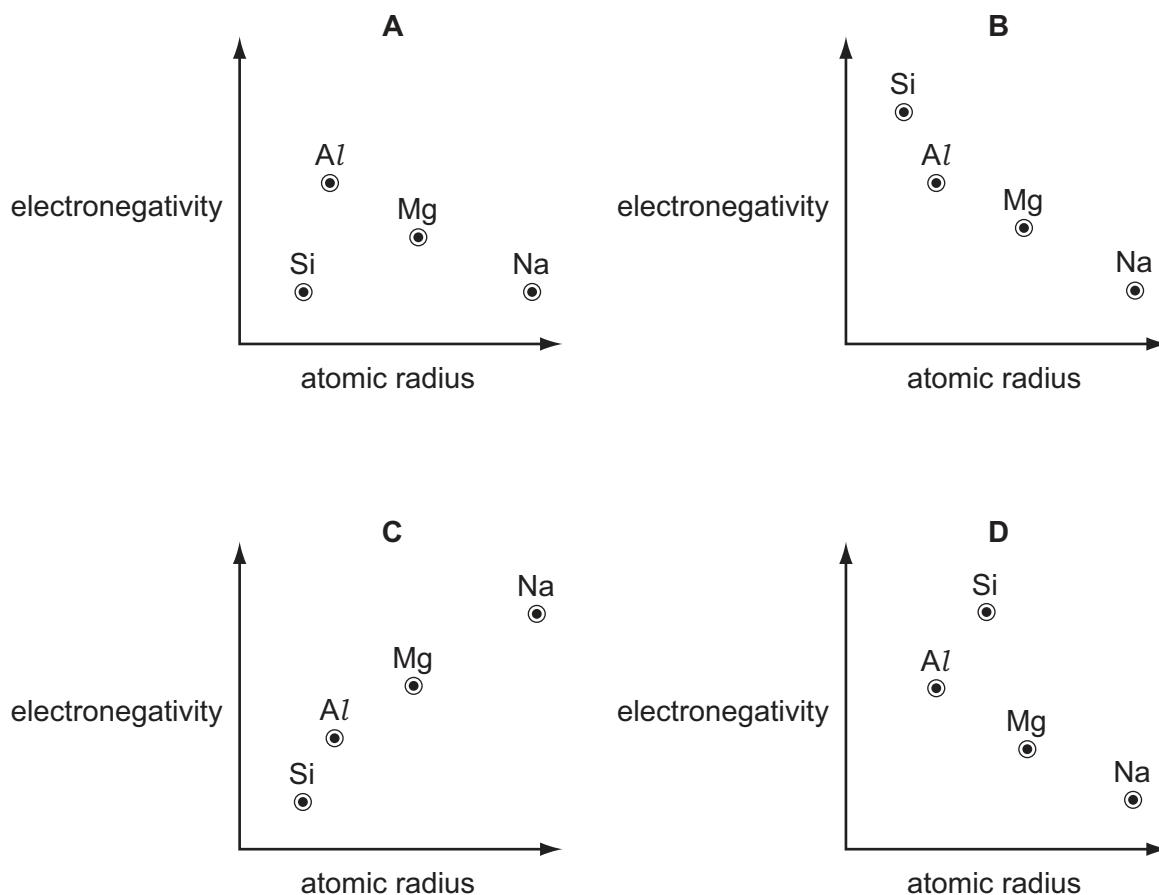 A
electronegativity
Al
Mg
Si
Na
atomic radius
B
electronegativity
Si
Al
Mg
Na
atomic radius
C
electronegativity
Na
Mg
Al
Si
atomic radius
D
electronegativity
Si
Al
Mg
Na
atomic radius